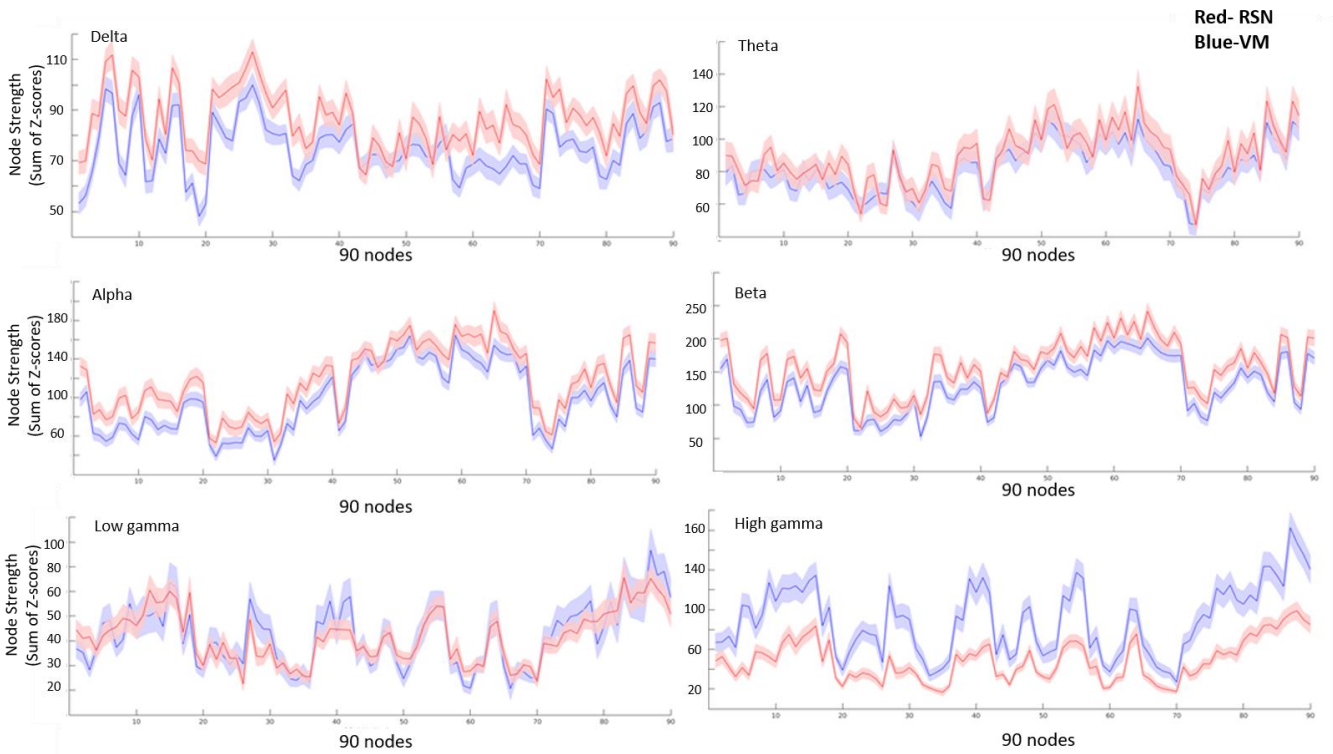 Red- RSN
Blue-VM
Delta
Node Strength
(Sum of Z-scores)
110
90
70
50
10 20 30 40 50 60 70 80 90
90 nodes
Theta
140
120
100
80
60
10 20 30 40 50 60 70 80 90
90 nodes
Alpha
Node Strength
(Sum of Z-scores)
180
140
100
60
10 20 30 40 50 60 70 80 90
90 nodes
Beta
250
200
150
100
50
10 20 30 40 50 60 70 80 90
90 nodes
Low gamma
Node Strength
(Sum of Z-scores)
100
80
60
50
40
30
20
10 20 30 40 50 60 70 80 90
90 nodes
High gamma
160
140
100
60
20
10 20 30 40 50 60 70 80 90
90 nodes